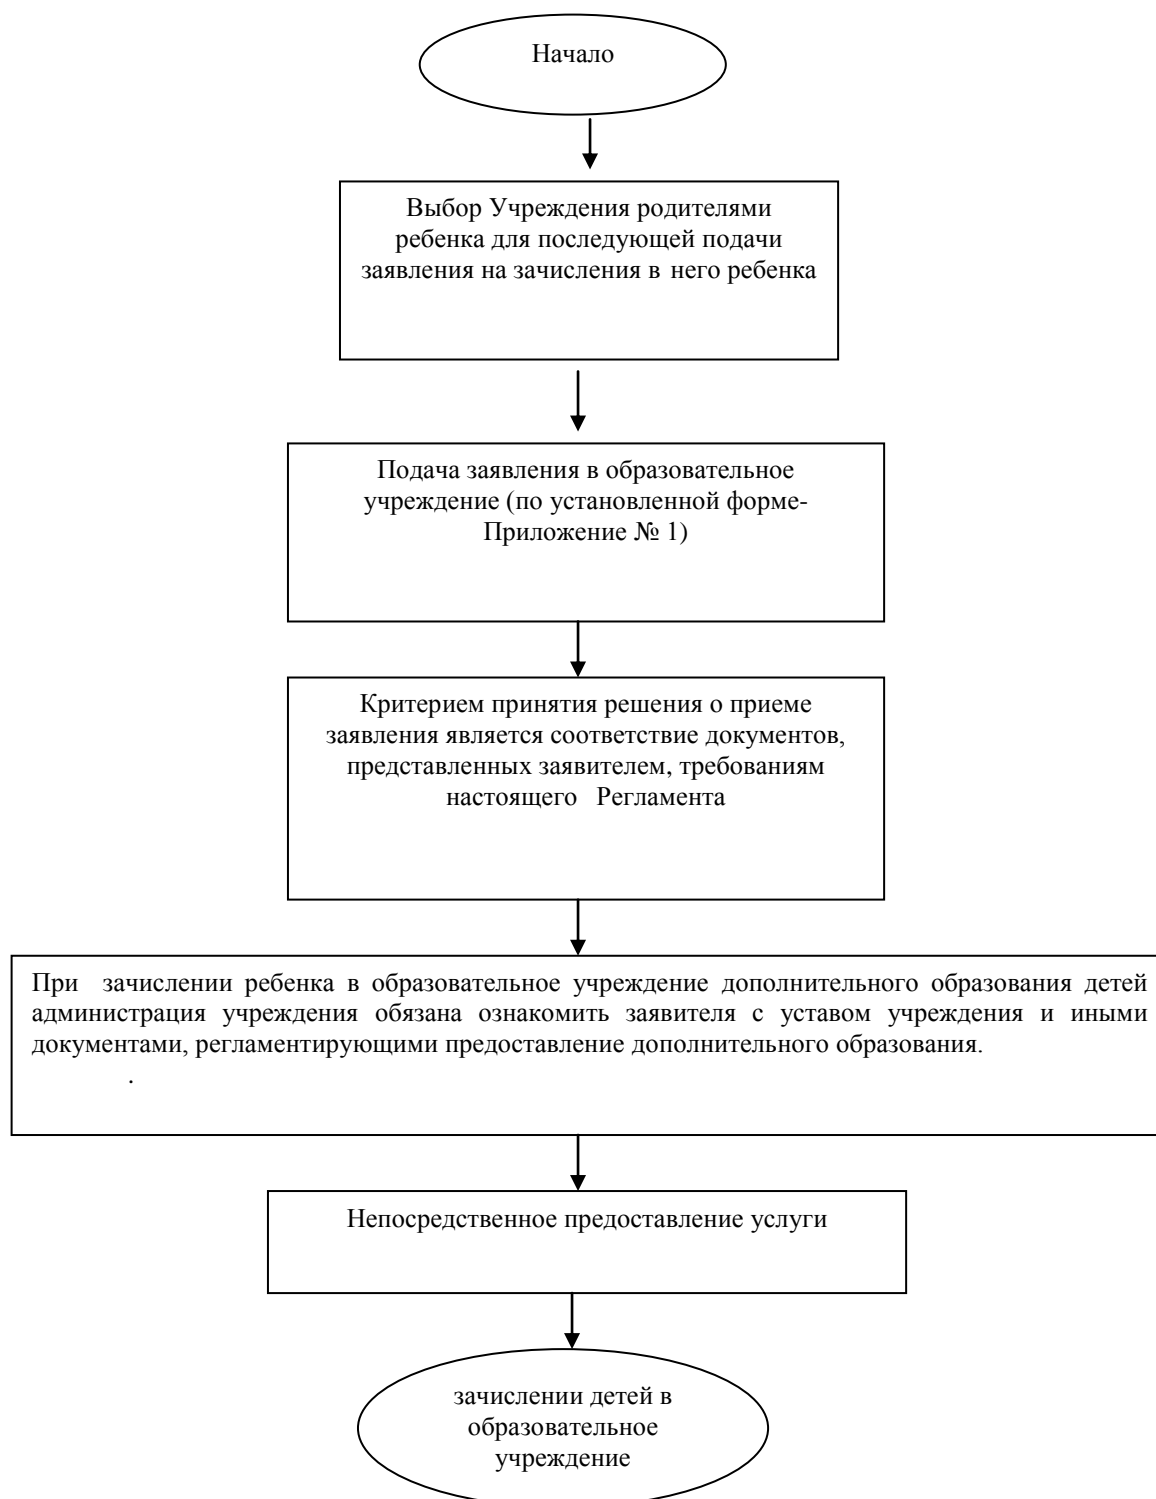 Начало
Выбор Учреждения родителями
ребенка для последующей подачи
заявления на зачисления в него ребенка
Подача заявления в образовательное
учреждение (по установленной форме-
Приложение № 1)
Критерием принятия решения о приеме
заявления является соответствие документов,
представленных заявителем, требованиям
настоящего Регламента
При зачислении ребенка в образовательное учреждение дополнительного образования детей
администрация учреждения обязана ознакомить заявителя с уставом учреждения и иными
документами, регламентирующими предоставление дополнительного образования.
.
Непосредственное предоставление услуги
зачислении детей в
образовательное
учреждение